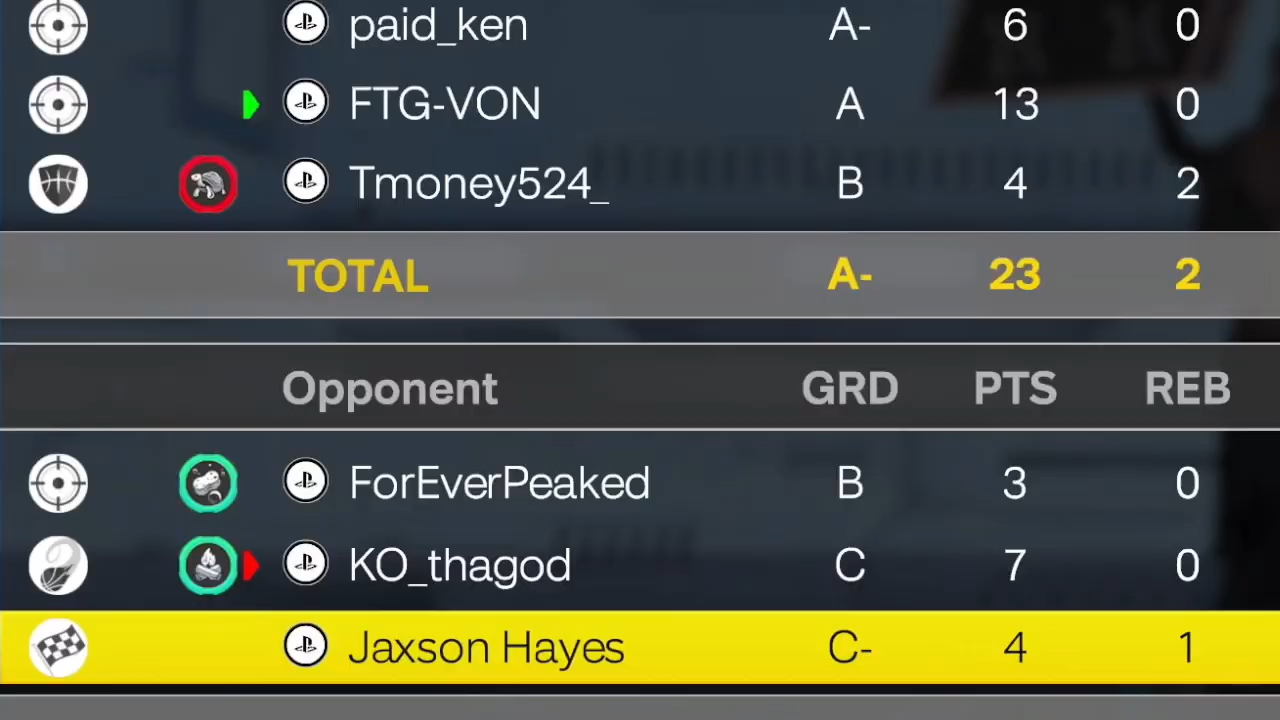 paid_ken A- 6 0
FTG-VON A 13 0
Tmoney524_ B 4 2
TOTAL A- 23 2
Opponent GRD PTS REB
ForEverPeaked B 3 0
KO_thagod C 7 0
Jaxson Hayes C- 4 1